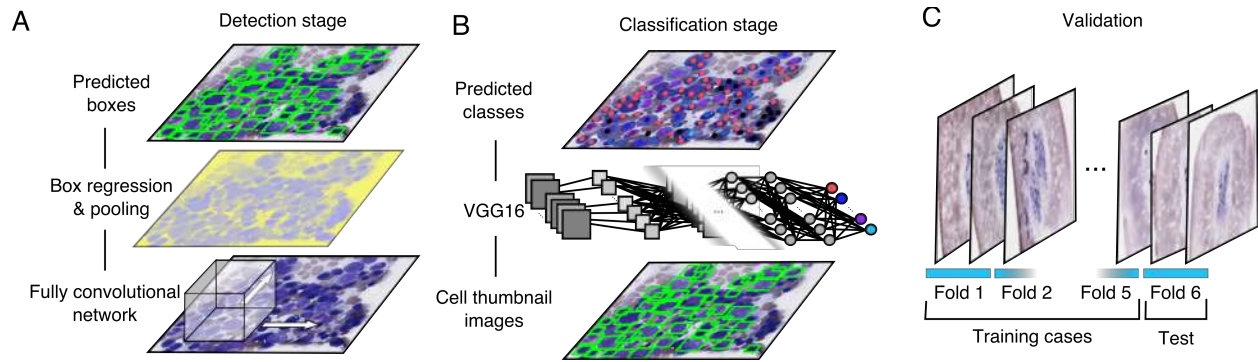 A
Detection stage
Predicted
boxes
Box regression
& pooling
Fully convolutional
network
B
Classification stage
Predicted
classes
VGG16
Cell thumbnail
images
C
Validation
...
Fold 1
Fold 2
Fold 5
Fold 6
Training cases
Test